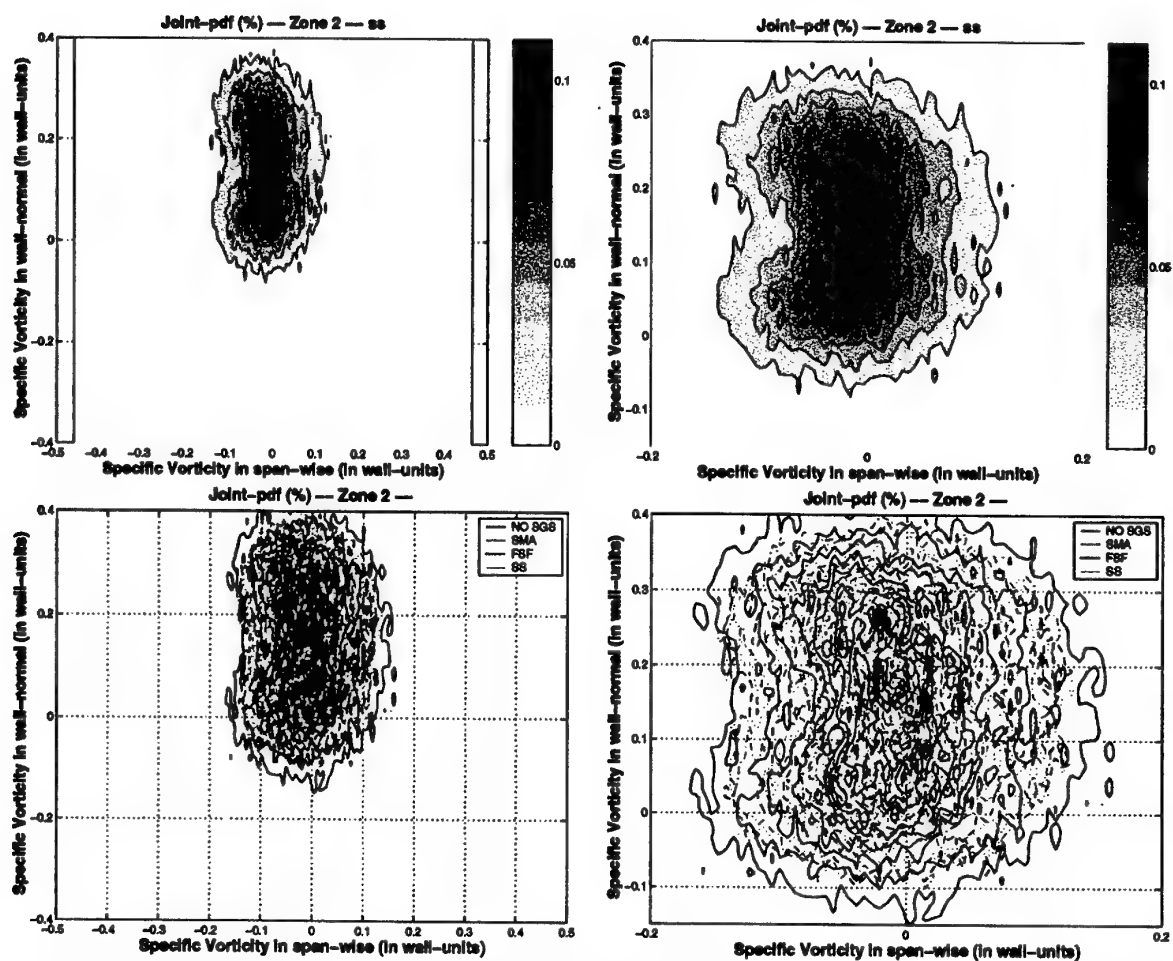 Joint-pdf (%) — Zone 2 — ss
Specific Vorticity in wall-normal (in wall-units)
0.4
0.2
0
-0.2
-0.4
-0.5
-0.4
-0.3
-0.2
-0.1
0
0.1
0.2
0.3
0.4
0.5
Specific Vorticity in span-wise (in wall-units)
0.1
0.05
0
Joint-pdf (%) — Zone 2 — ss
Specific Vorticity in wall-normal (in wall-units)
0.4
0.3
0.2
0.1
0
-0.1
-0.2
0
0.2
Specific Vorticity in span-wise (in wall-units)
0.1
0.05
0
Joint-pdf (%) — Zone 2 —
Specific Vorticity in wall-normal (in wall-units)
0.4
0.2
0
-0.2
-0.4
-0.5
-0.4
-0.3
-0.2
-0.1
0
0.1
0.2
0.3
0.4
0.5
Specific Vorticity in span-wise (in wall-units)
NO SGS
SMA
FSF
SS
Joint-pdf (%) — Zone 2 —
Specific Vorticity in wall-normal (in wall-units)
0.4
0.3
0.2
0.1
0
-0.1
-0.2
0
0.2
Specific Vorticity in span-wise (in wall-units)
NO SGS
SMA
FSF
SS